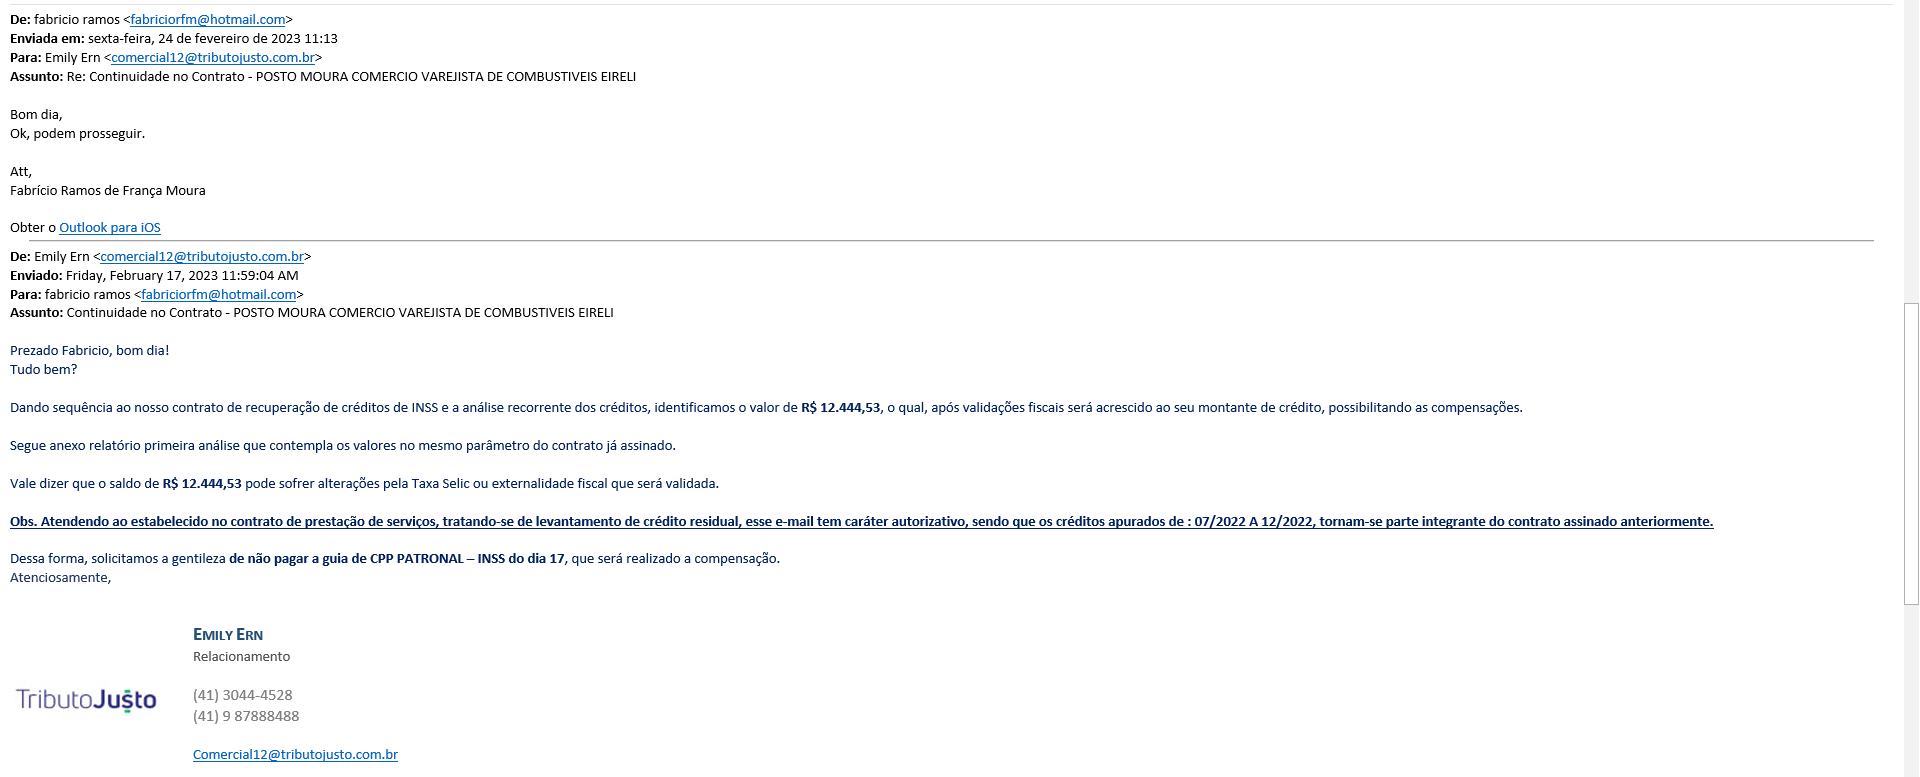 De: fabricio ramos <fabriciorfm@hotmail.com>
Enviada em: sexta-feira, 24 de fevereiro de 2023 11:13
Para: Emily Ern <comercial12@tributojusto.com.br>
Assunto: Re: Continuidade no Contrato - POSTO MOURA COMERCIO VAREJISTA DE COMBUSTIVEIS EIRELI
Bom dia,
Ok, podem prosseguir.
Att,
Fabrício Ramos de França Moura
Obter o Outlook para iOS
De: Emily Ern <comercial12@tributojusto.com.br>
Enviado: Friday, February 17, 2023 11:59:04 AM
Para: fabricio ramos <fabriciorfm@hotmail.com>
Assunto: Continuidade no Contrato - POSTO MOURA COMERCIO VAREJISTA DE COMBUSTIVEIS EIRELI
Prezado Fabricio, bom dia!
Tudo bem?
Dando sequência ao nosso contrato de recuperação de créditos de INSS e a análise recorrente dos créditos, identificamos o valor de R$ 12.444,53, o qual, após validações fiscais será acrescido ao seu montante de crédito, possibilitando as compensações.
Segue anexo relatório primeira análise que contempla os valores no mesmo parâmetro do contrato já assinado.
Vale dizer que o saldo de R$ 12.444,53 pode sofrer alterações pela Taxa Selic ou externalidade fiscal que será validada.
Obs. Atendendo ao estabelecido no contrato de prestação de serviços, tratando-se de levantamento de crédito residual, esse e-mail tem caráter autorizativo, sendo que os créditos apurados de : 07/2022 A 12/2022, tornam-se parte integrante do contrato assinado anteriormente.
Dessa forma, solicitamos a gentileza de não pagar a guia de CPP PATRONAL – INSS do dia 17, que será realizado a compensação.
Atenciosamente,
EMILY ERN
Relacionamento
(41) 3044-4528
TributoJusto
(41) 9 87888488
Comercial12@tributojusto.com.br